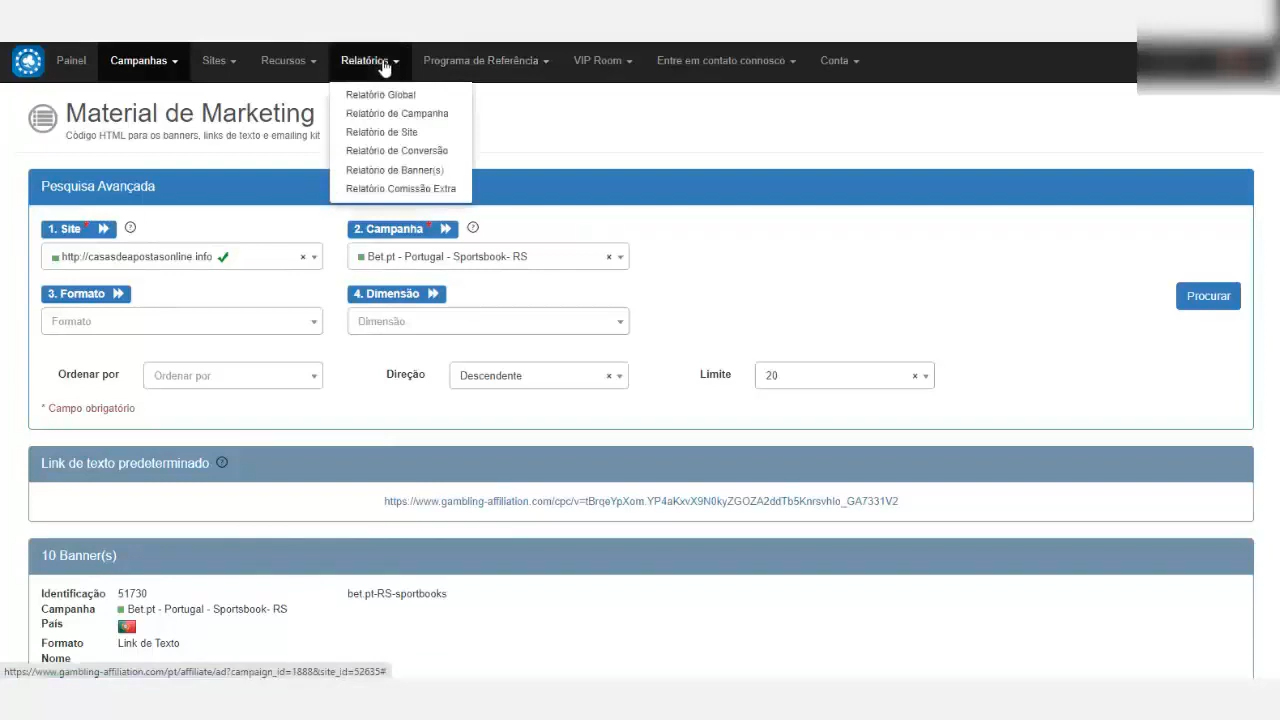 Painel Campanhas Sites Recursos Relatórios Programa de Referência VIP Room Entre em contato connosco Conta
Relatório Global
Relatório de Campanha
Relatório de Site
Relatório de Conversão
Relatório de Banner(s)
Relatório Comissão Extra
Material de Marketing
Código HTML para os banners, links de texto e emailing kit
Pesquisa Avançada
1. Site* 2. Campanha*
http://casasdeapostasonline.info × Bet.pt - Portugal - Sportsbook- RS ×
3. Formato 4. Dimensão
Formato Dimensão
Procurar
Ordenar por Ordenar por Direção Descendente × Limite 20 ×
* Campo obrigatório
Link de texto predeterminado
https://www.gambling-affiliation.com/cpc/v=tBrqeYpXom.YP4aKxvX9N0kyZGOZA2ddTb5Knrsvhlo_GA7331V2
10 Banner(s)
Identificação 51730 bet.pt-RS-sportbooks
Campanha Bet.pt - Portugal - Sportsbook- RS
País
Formato Link de Texto
Nome
https://www.gambling-affiliation.com/pt/affiliate/ad?campaign_id=1888&site_id=52635#